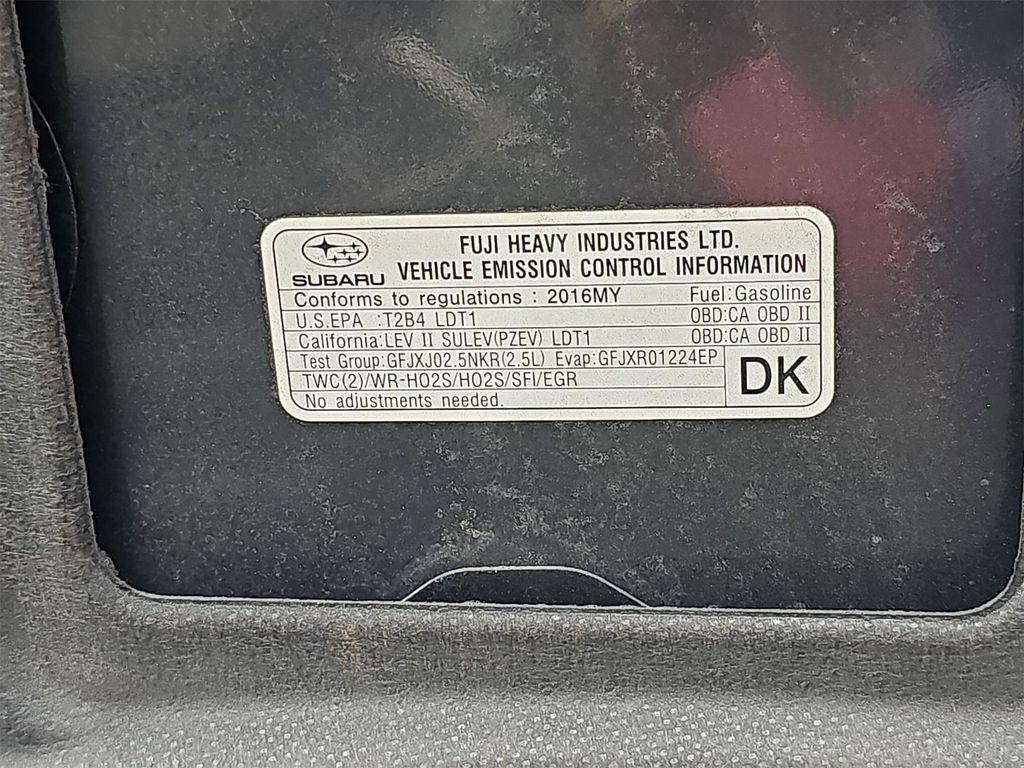 SUBARU
FUJI HEAVY INDUSTRIES LTD.
VEHICLE EMISSION CONTROL INFORMATION
Conforms to regulations : 2016MY Fuel:Gasoline
U.S.EPA :T2B4 LDT1 OBD:CA OBD II
California:LEV II SULEV(PZEV) LDT1 OBD:CA OBD II
Test Group:GFJXJ02.5NKR(2.5L) Evap:GFJXR01224EP
TWC(2)/WR-HO2S/HO2S/SFI/EGR
No adjustments needed.
DK